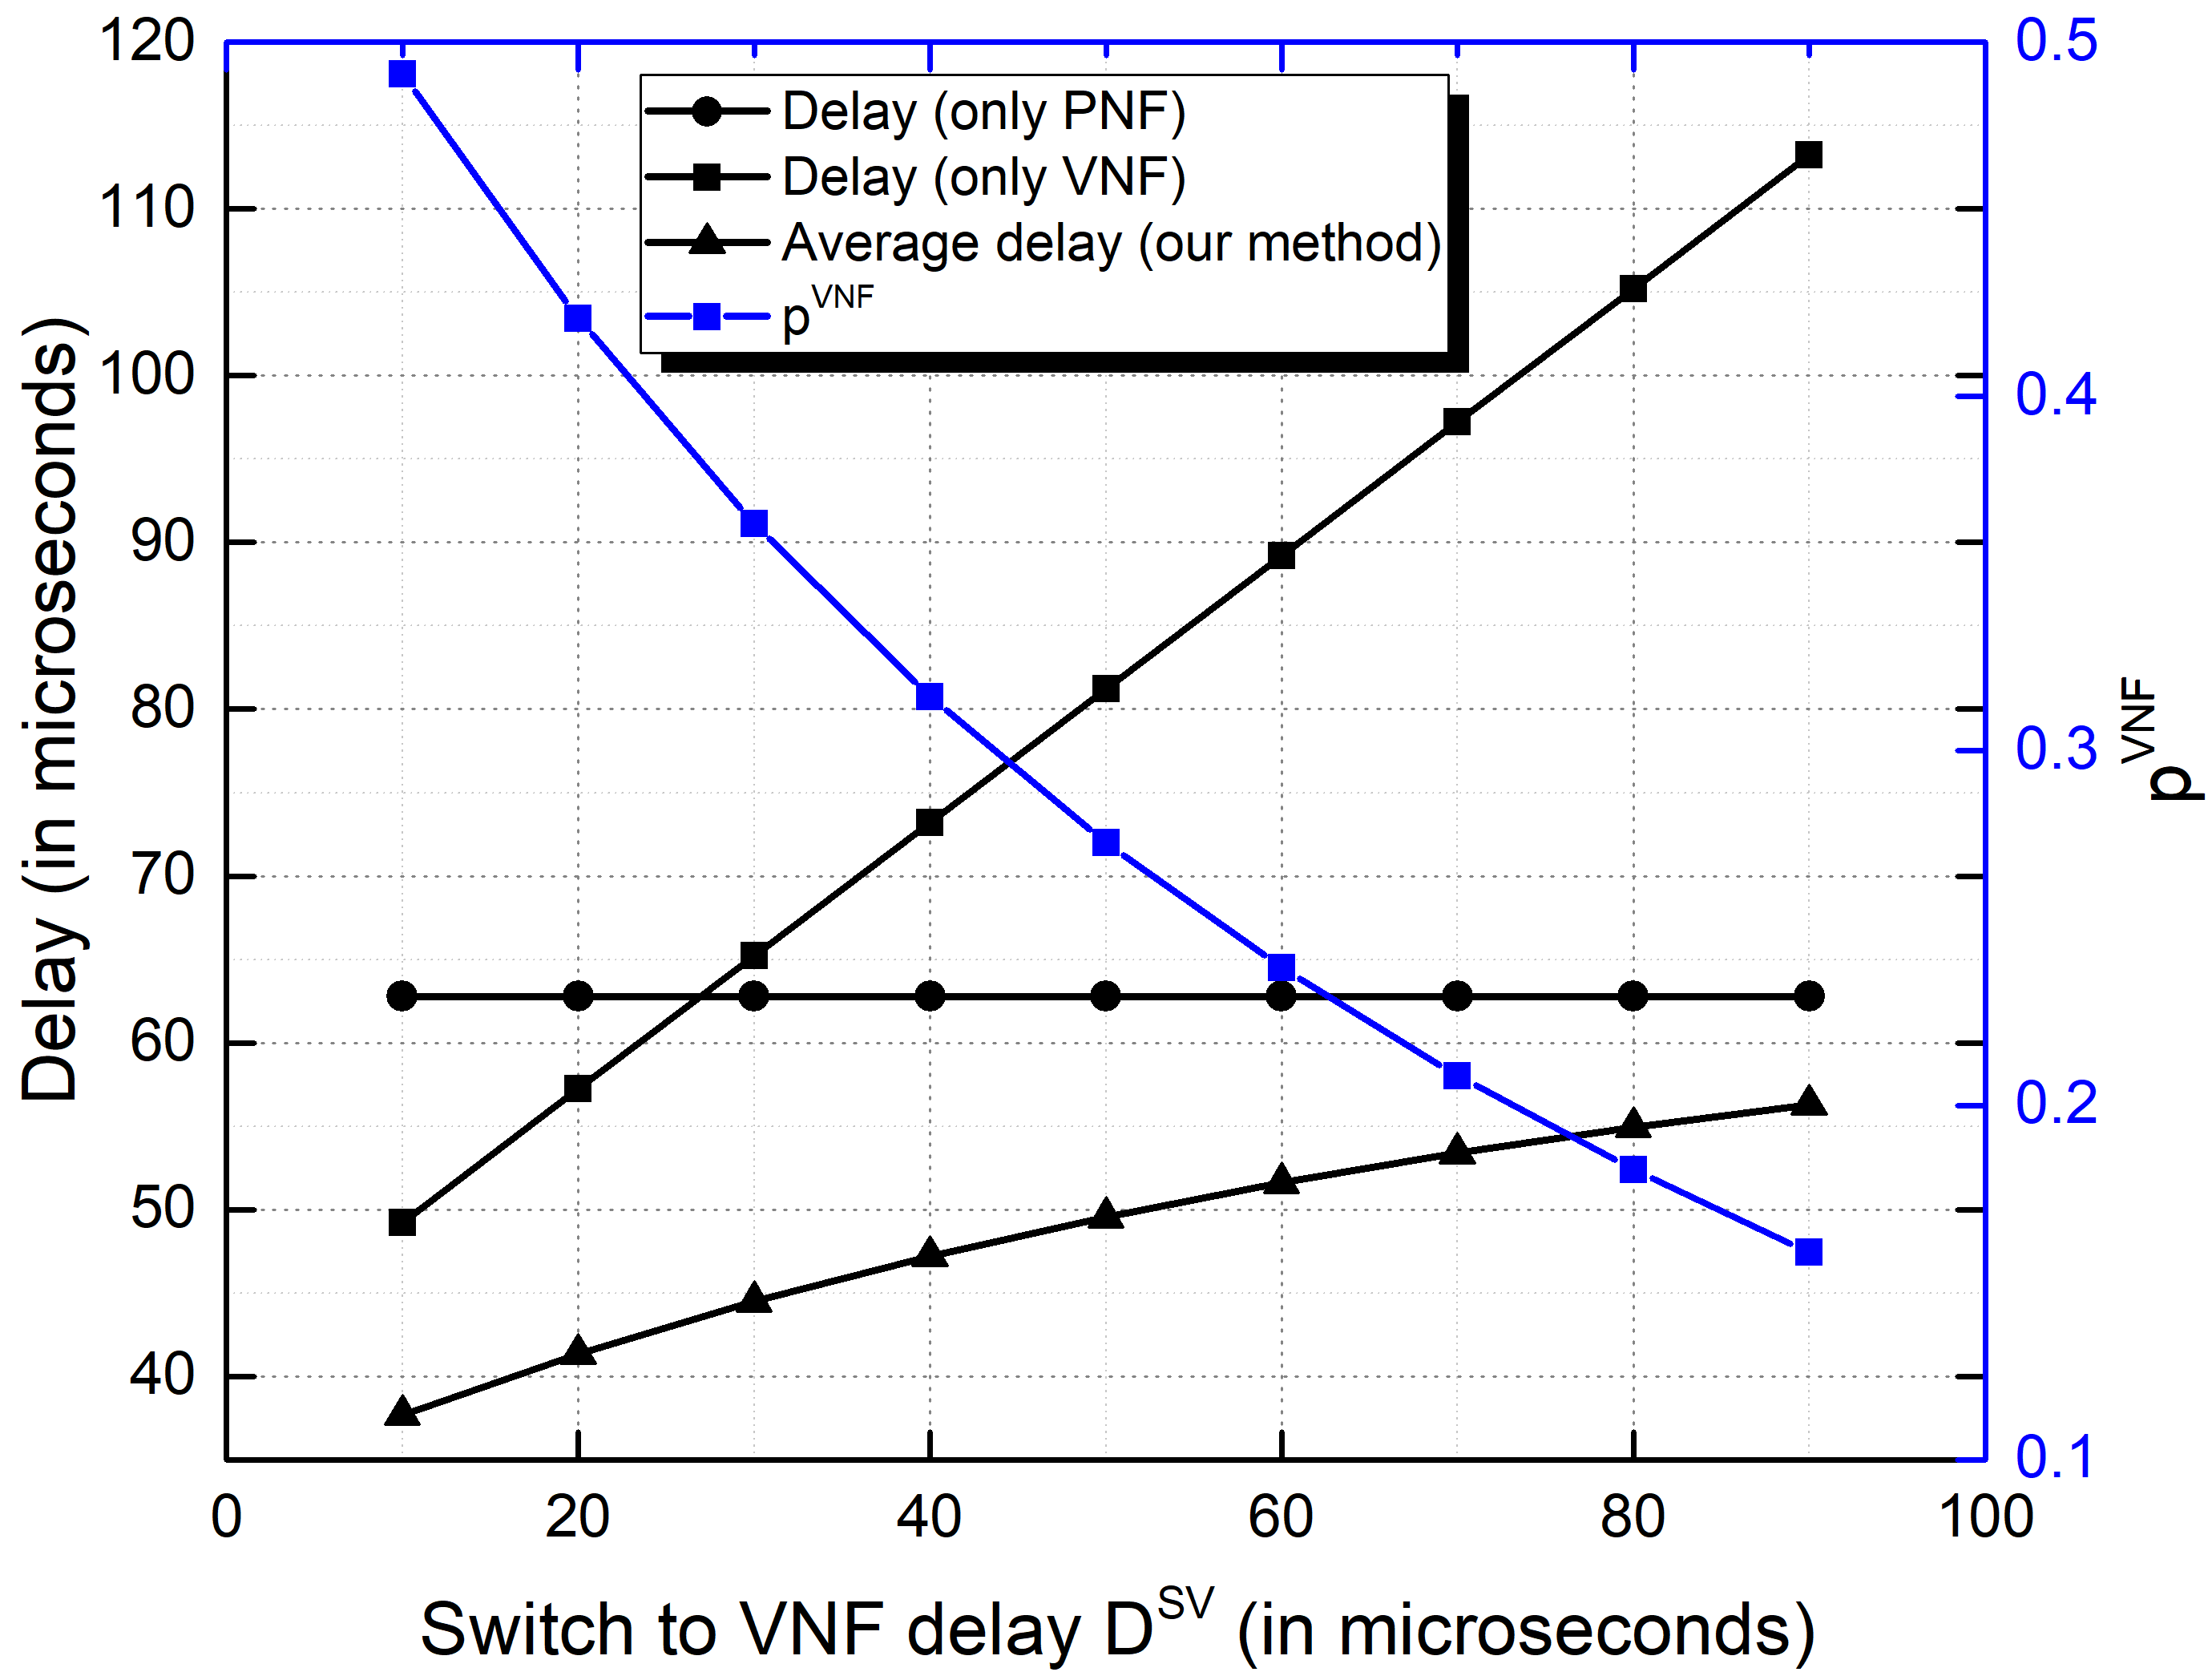 120
110
100
90
80
70
60
50
40
Delay (in microseconds)
Delay (only PNF)
Delay (only VNF)
Average delay (our method)
p^VNF
0.5
0.4
0.3
0.2
0.1
p^VNF
0 20 40 60 80 100
Switch to VNF delay D^SV (in microseconds)